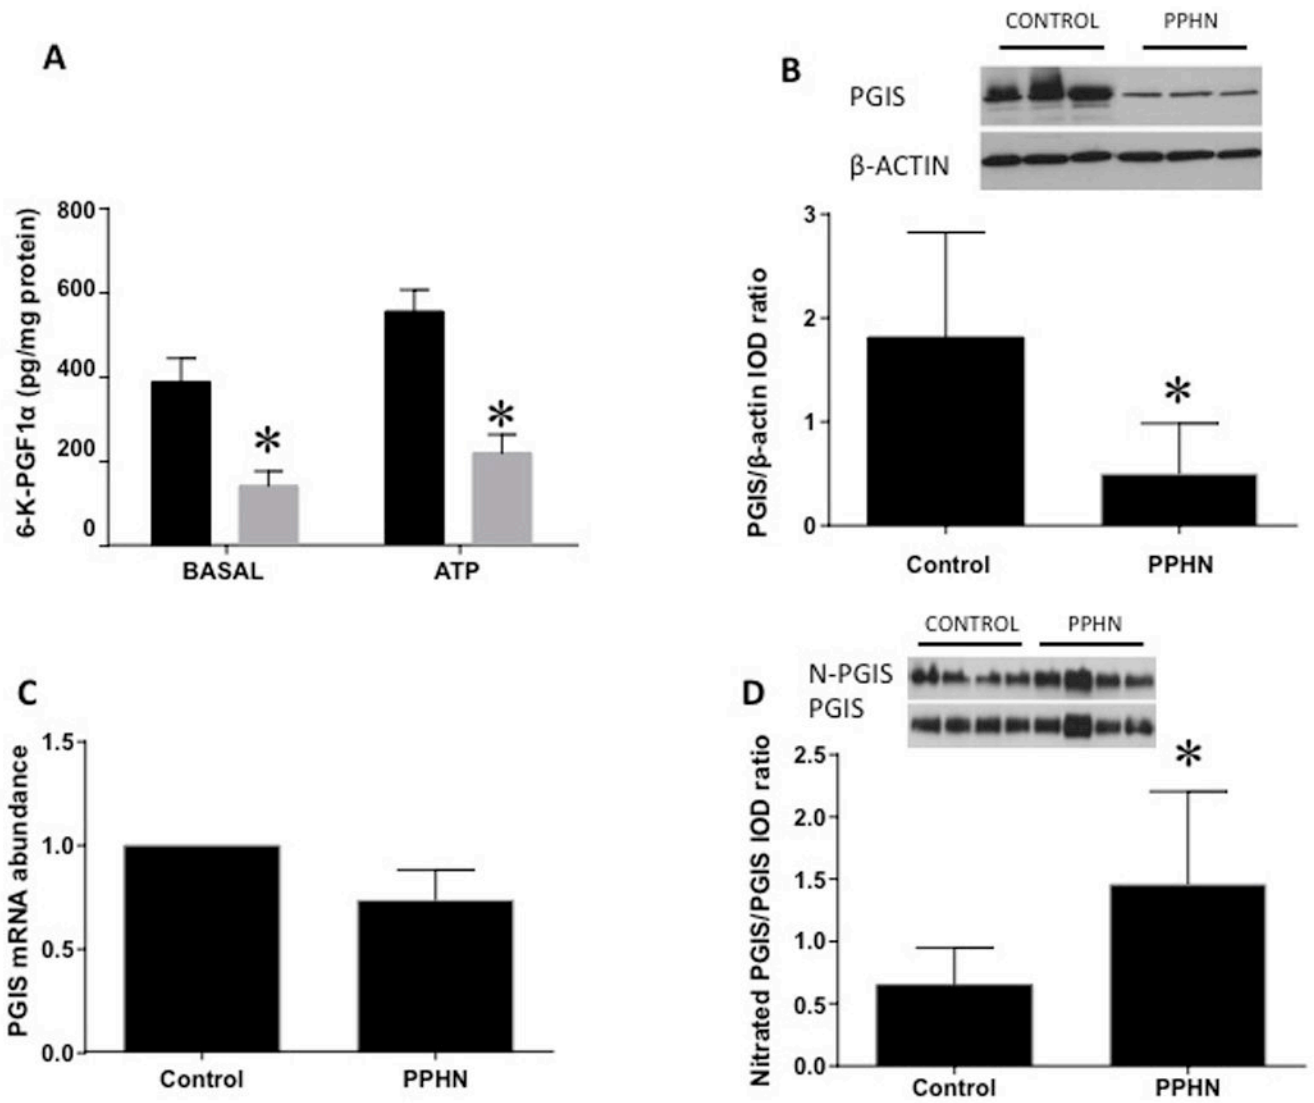 A
800
600
400
200
0
6-K-PGF1α (pg/mg protein)
*
*
BASAL ATP
B
CONTROL PPHN
PGIS
β-ACTIN
3
2
1
0
PGIS/β-actin IOD ratio
*
Control PPHN
C
1.5
1.0
0.5
0.0
PGIS mRNA abundance
Control PPHN
D
CONTROL PPHN
N-PGIS
PGIS
2.5
2.0
1.5
1.0
0.5
0.0
Nitrated PGIS/PGIS IOD ratio
*
Control PPHN